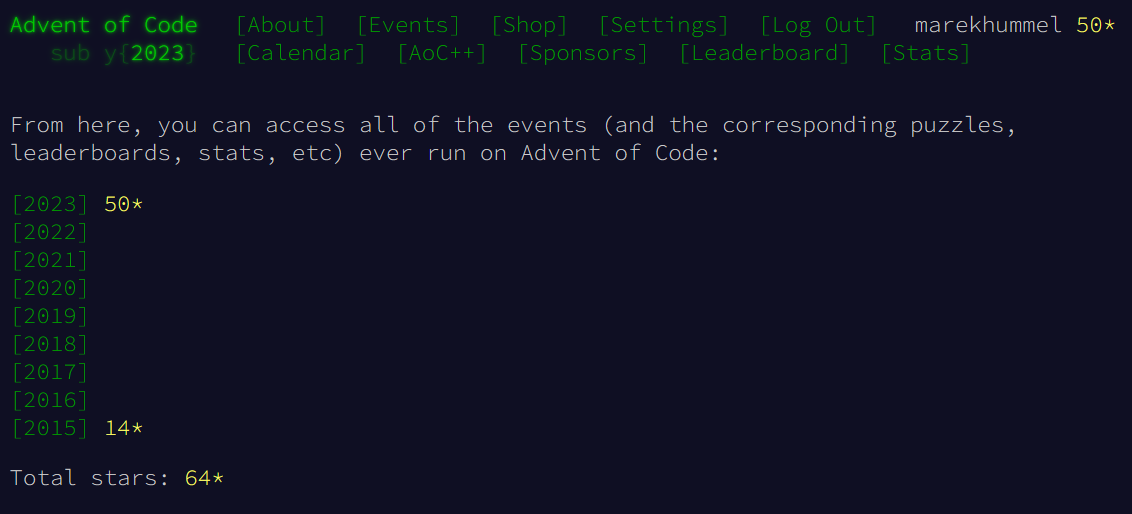 Advent of Code [About] [Events] [Shop] [Settings] [Log Out] marekhummel 50*
sub y{2023} [Calendar] [AoC++] [Sponsors] [Leaderboard] [Stats]
From here, you can access all of the events (and the corresponding puzzles,
leaderboards, stats, etc) ever run on Advent of Code:
[2023] 50*
[2022]
[2021]
[2020]
[2019]
[2018]
[2017]
[2016]
[2015] 14*
Total stars: 64*